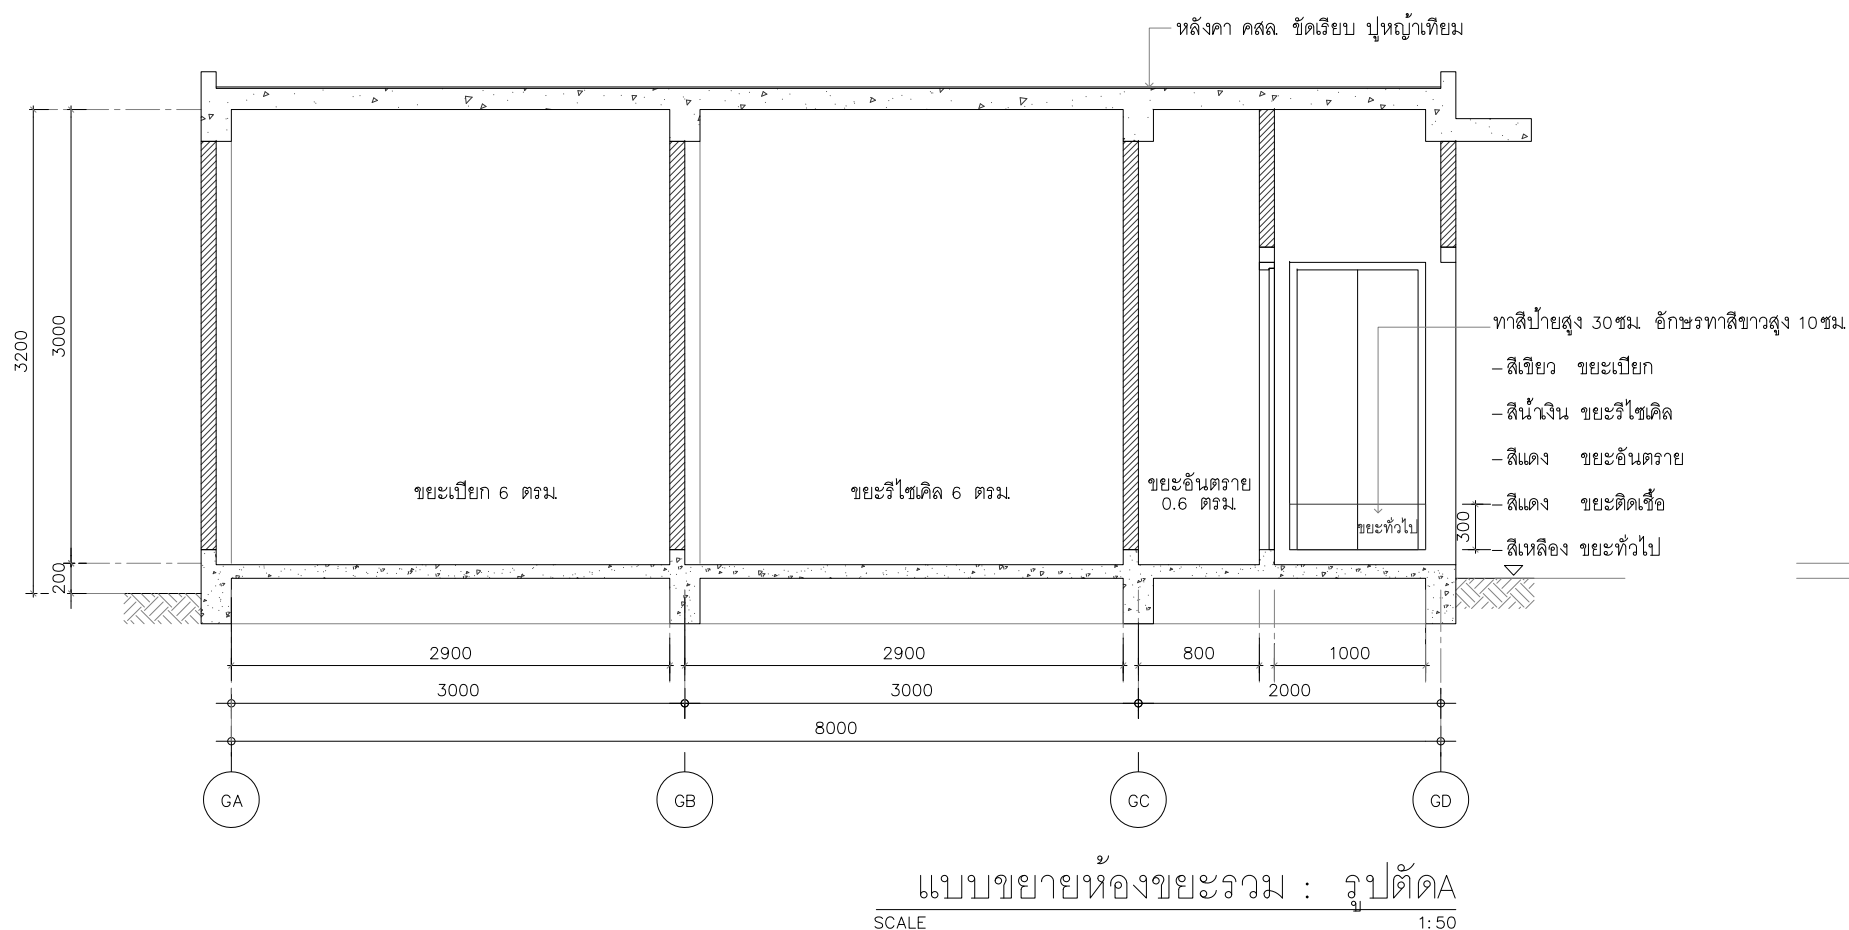 หลังคา คสล. ขัดเรียบ ปูหญ้าเทียม
3200
3000
200
ทาสีป้ายสูง 30ซม. อักษรทาสีขาวสูง 10ซม.
-สีเขียว ขยะเปียก
-สีน้ำเงิน ขยะรีไซเคิล
-สีแดง ขยะอันตราย
-สีแดง ขยะติดเชื้อ
-สีเหลือง ขยะทั่วไป
ขยะเปียก 6 ตรม.
ขยะรีไซเคิล 6 ตรม.
ขยะอันตราย
0.6 ตรม.
ขยะทั่วไป
300
2900 2900 800 1000
3000 3000 2000
8000
GA GB GC GD
แบบขยายห้องขยะรวม : รูปตัดA
SCALE 1:50